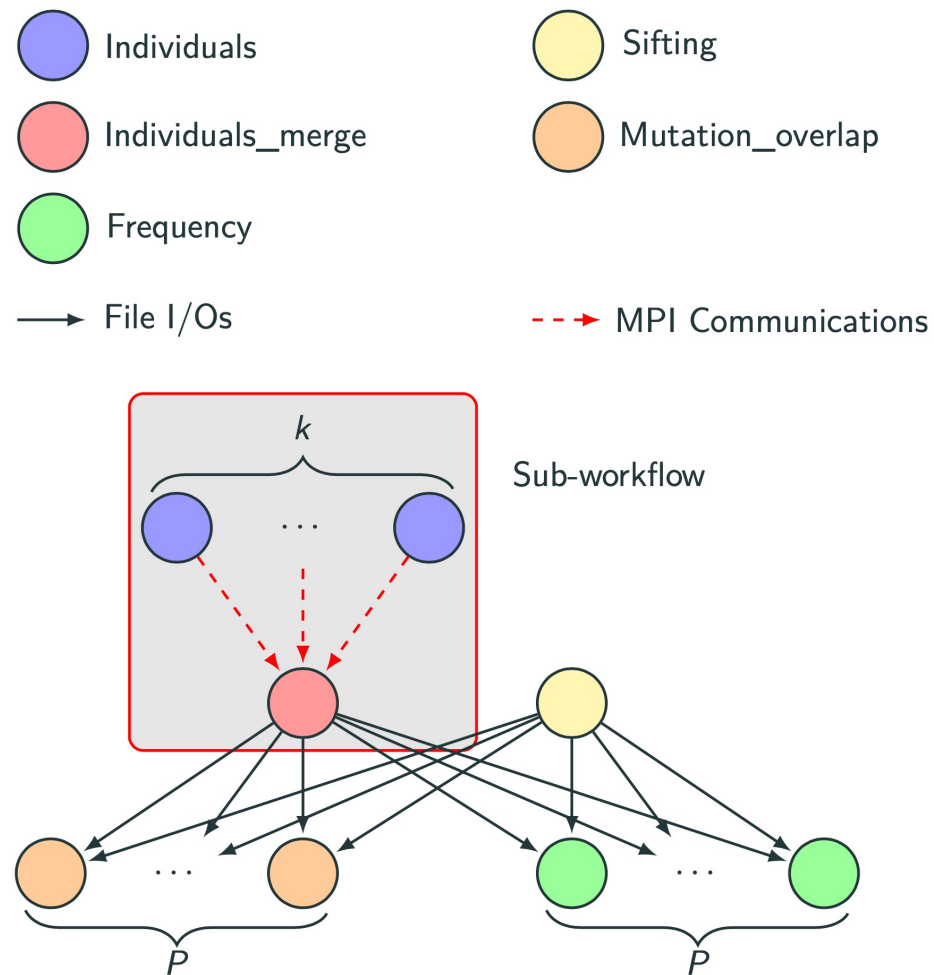 Individuals
Sifting
Individuals_merge
Mutation_overlap
Frequency
File I/Os
MPI Communications
k
Sub-workflow
...
... ...
P P